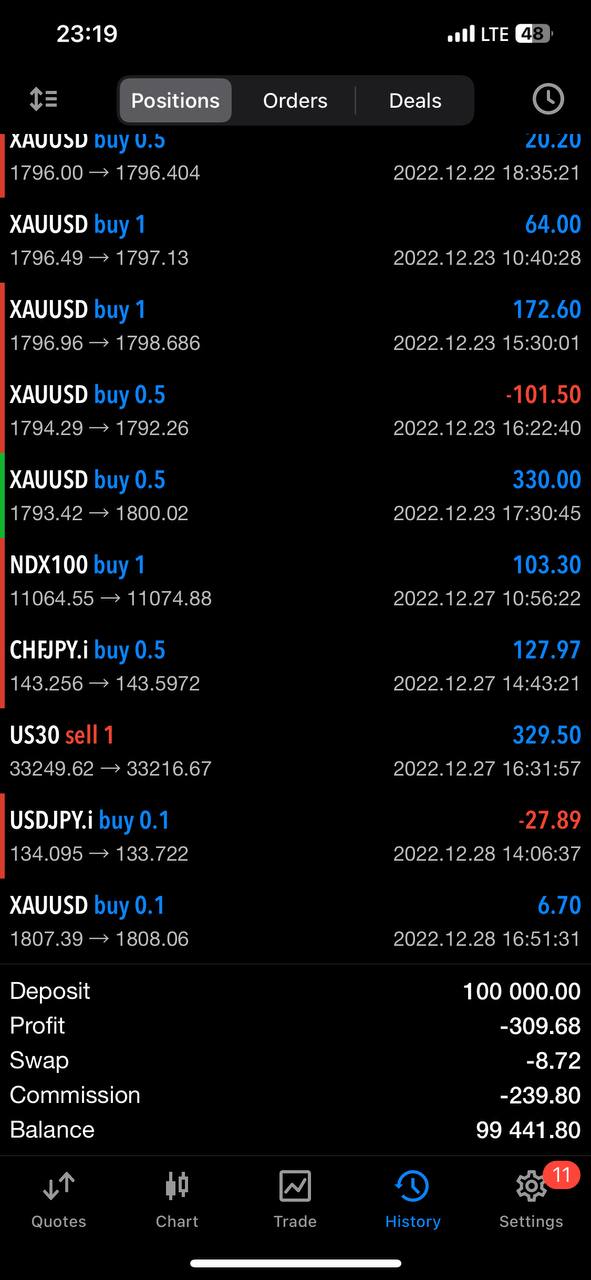 23:19
LTE 48
Positions Orders Deals
XAUUSD buy 0.5 20.20
1796.00 → 1796.404 2022.12.22 18:35:21
XAUUSD buy 1 64.00
1796.49 → 1797.13 2022.12.23 10:40:28
XAUUSD buy 1 172.60
1796.96 → 1798.686 2022.12.23 15:30:01
XAUUSD buy 0.5 -101.50
1794.29 → 1792.26 2022.12.23 16:22:40
XAUUSD buy 0.5 330.00
1793.42 → 1800.02 2022.12.23 17:30:45
NDX100 buy 1 103.30
11064.55 → 11074.88 2022.12.27 10:56:22
CHFJPY.i buy 0.5 127.97
143.256 → 143.5972 2022.12.27 14:43:21
US30 sell 1 329.50
33249.62 → 33216.67 2022.12.27 16:31:57
USDJPY.i buy 0.1 -27.89
134.095 → 133.722 2022.12.28 14:06:37
XAUUSD buy 0.1 6.70
1807.39 → 1808.06 2022.12.28 16:51:31
Deposit 100 000.00
Profit -309.68
Swap -8.72
Commission -239.80
Balance 99 441.80
11
Quotes Chart Trade History Settings